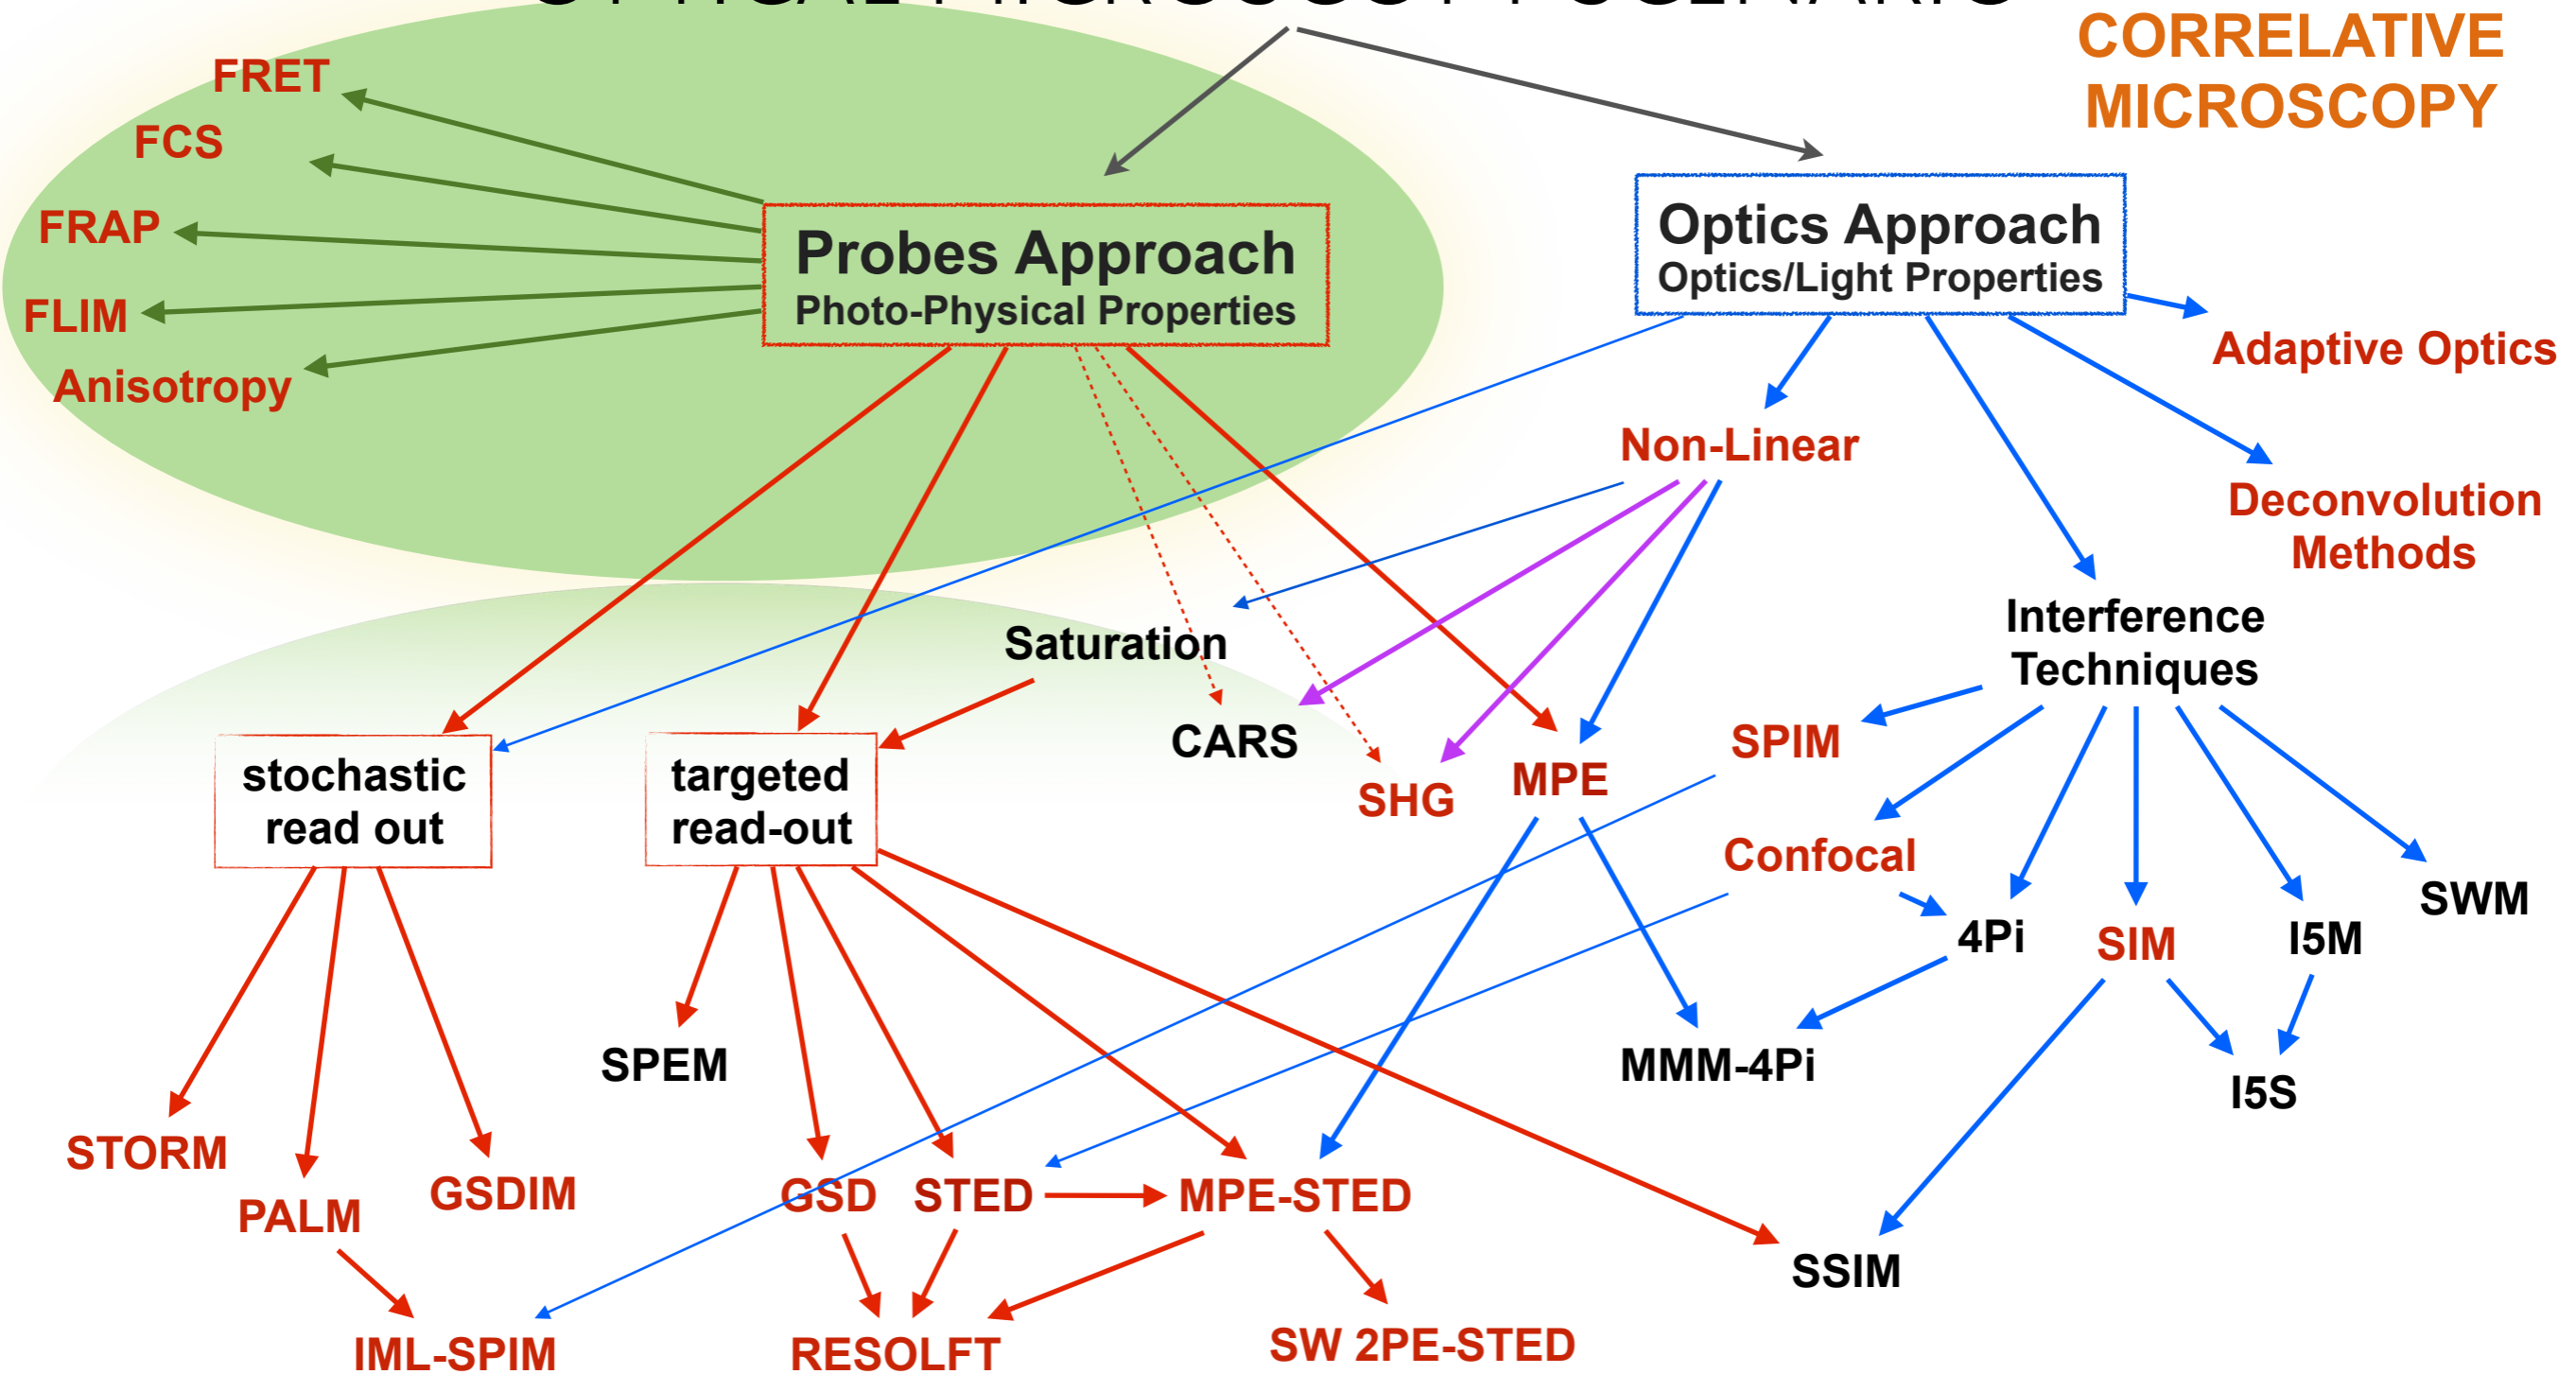 OPTICAL MICROSCOPY SCENARIO
CORRELATIVE
MICROSCOPY
FRET
FCS
FRAP
FLIM
Anisotropy
Probes Approach
Photo-Physical Properties
Optics Approach
Optics/Light Properties
Adaptive Optics
Non-Linear
Deconvolution
Methods
Interference
Techniques
Saturation
CARS
SHG
MPE
SPIM
Confocal
4Pi
SIM
I5M
SWM
stochastic
read out
targeted
read-out
SPEM
MMM-4Pi
I5S
STORM
PALM
GSDIM
GSD
STED
MPE-STED
SSIM
IML-SPIM
RESOLFT
SW 2PE-STED